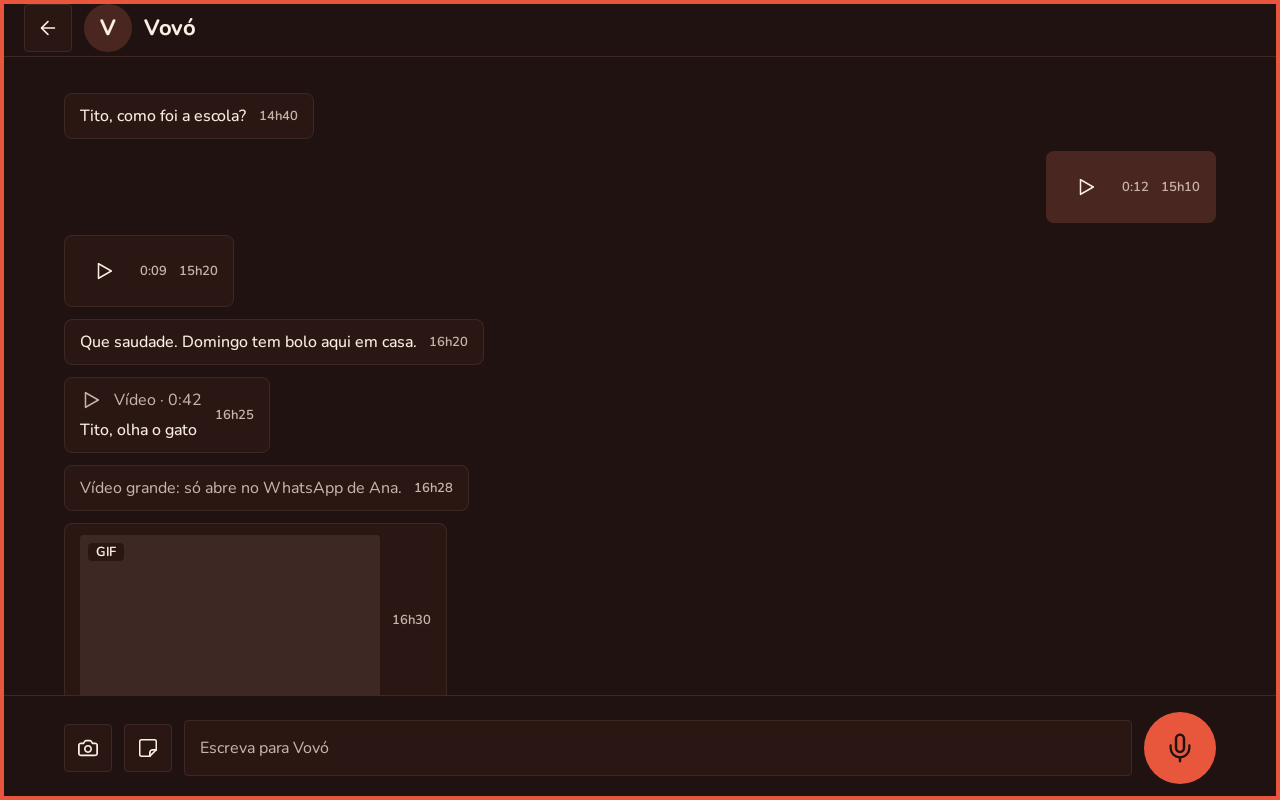 V Vovó
Tito, como foi a escola? 14h40
0:12 15h10
0:09 15h20
Que saudade. Domingo tem bolo aqui em casa. 16h20
Vídeo · 0:42
16h25
Tito, olha o gato
Vídeo grande: só abre no WhatsApp de Ana. 16h28
GIF
16h30
Escreva para Vovó